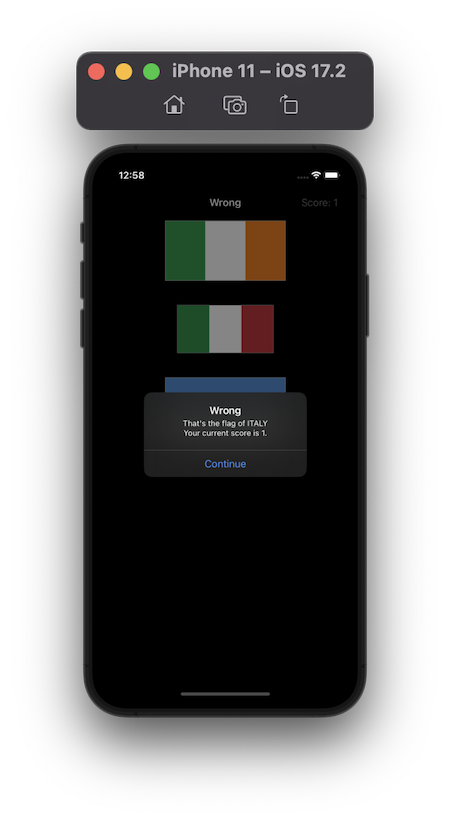 iPhone 11 – iOS 17.2
12:58
Wrong Score: 1
Wrong
That's the flag of ITALY
Your current score is 1.
Continue